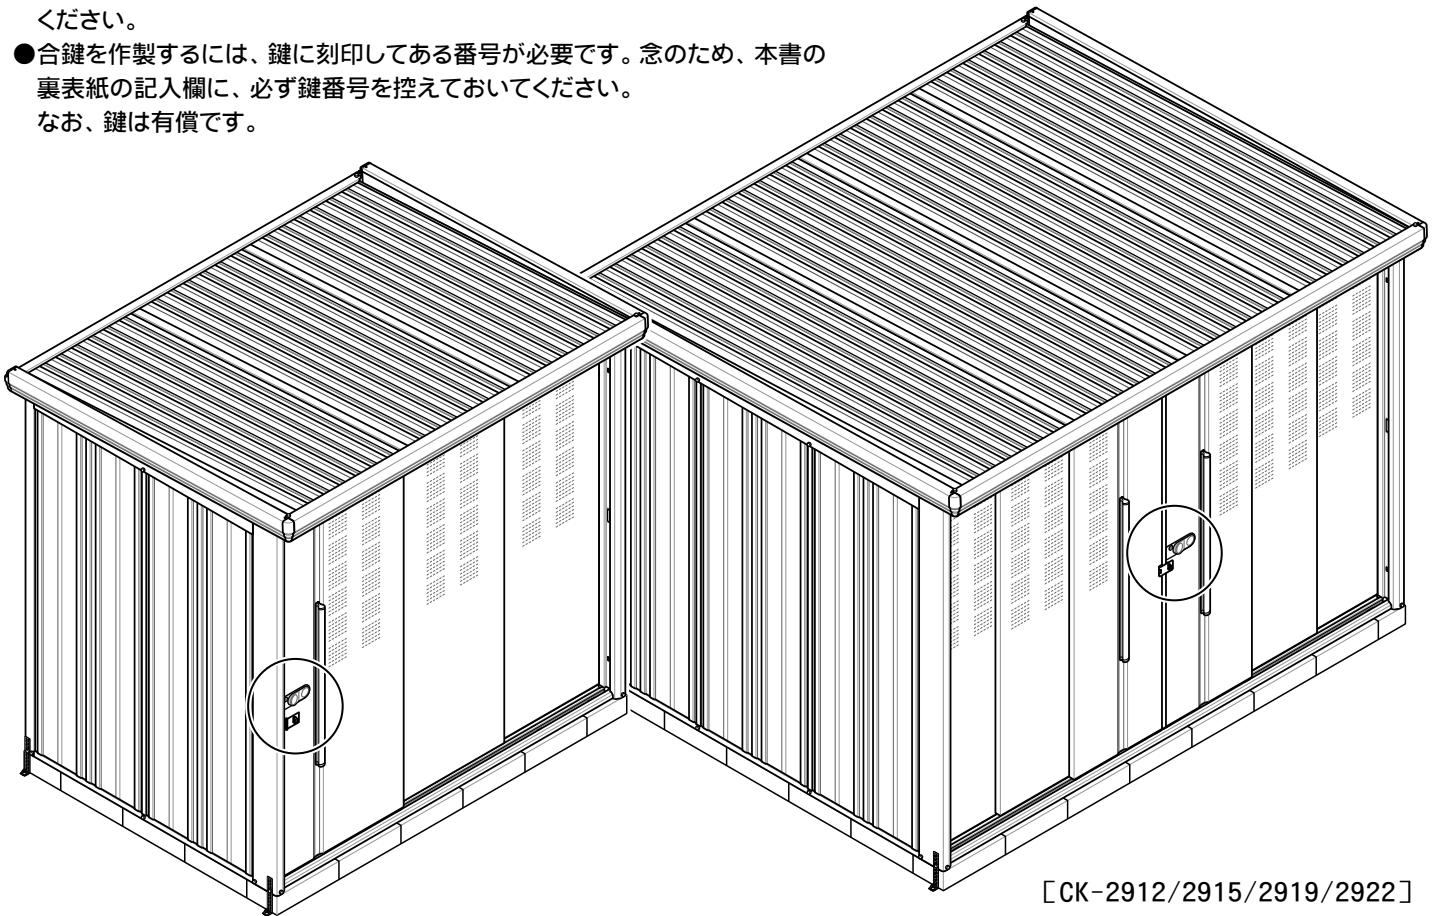 ください。
●合鍵を作製するには、鍵に刻印してある番号が必要です。念のため、本書の
裏表紙の記入欄に、必ず鍵番号を控えておいてください。
なお、鍵は有償です。
[CK-2912/2915/2919/2922]